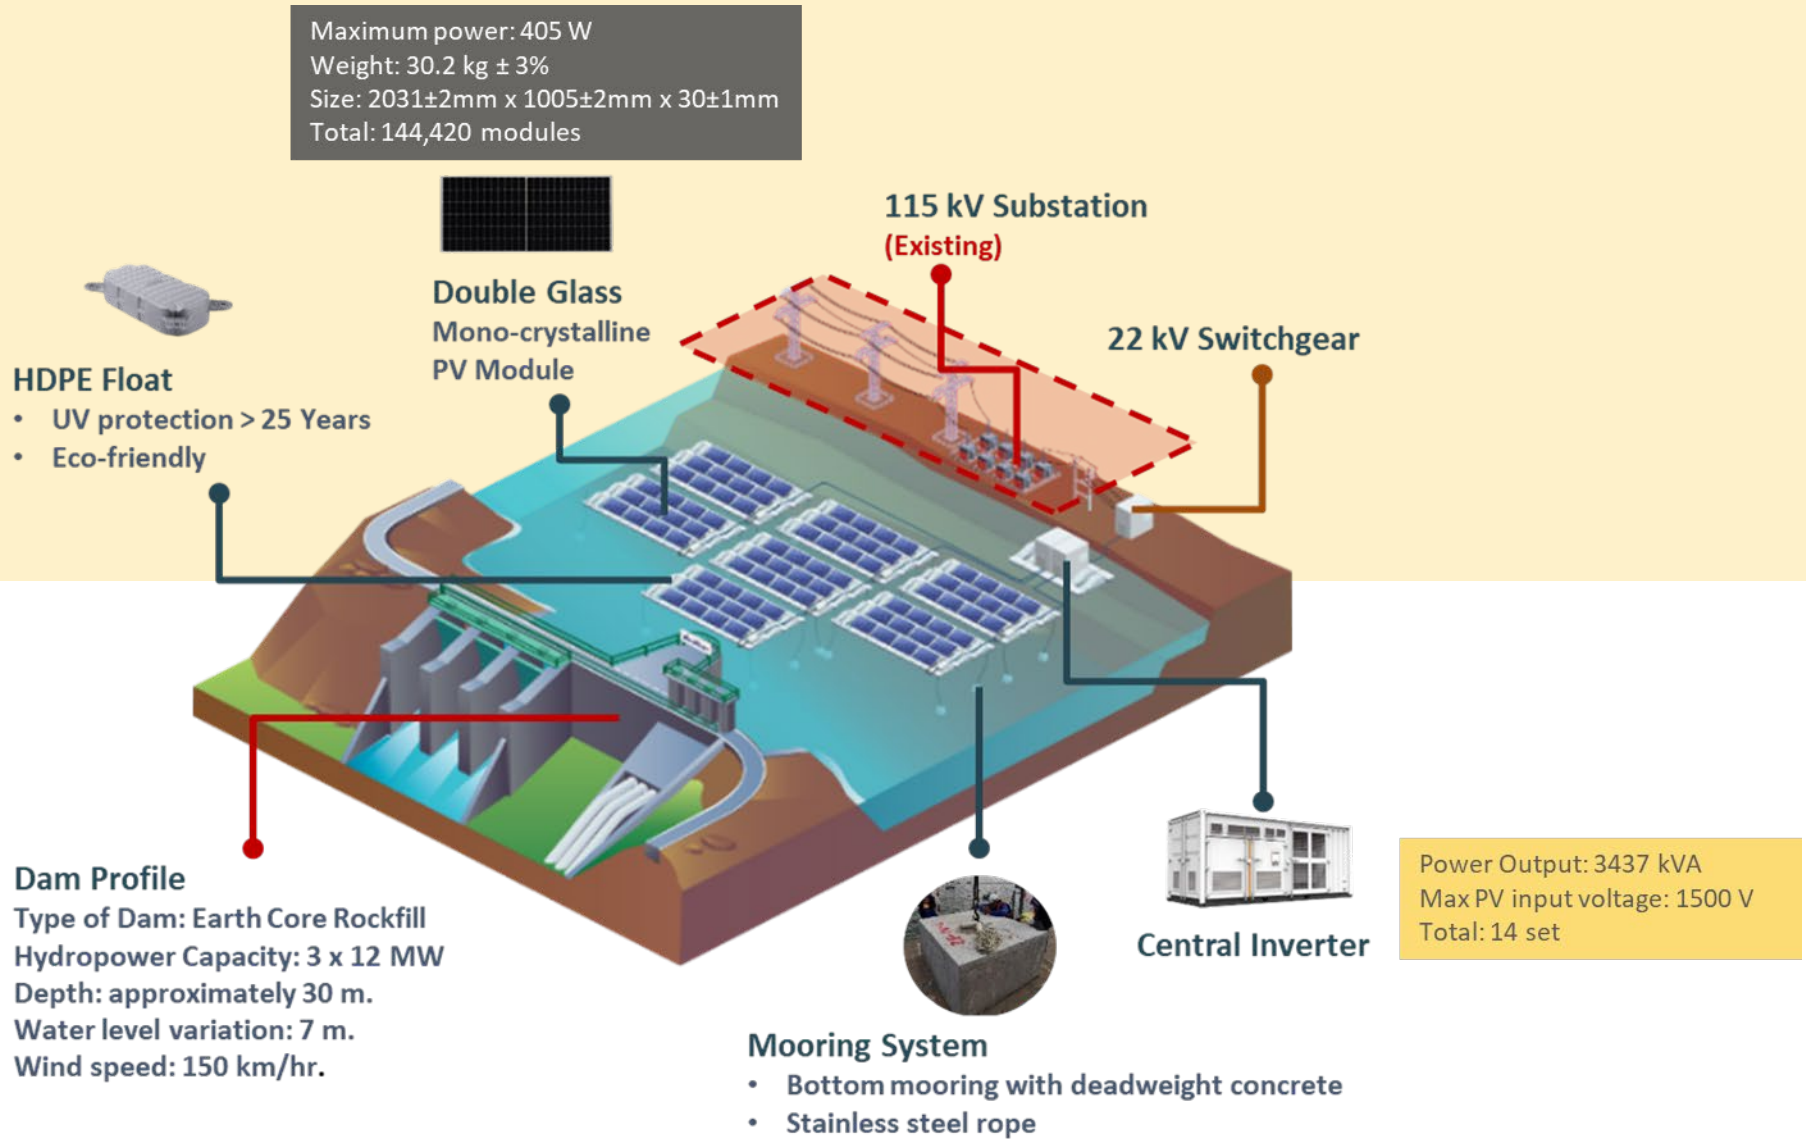 Maximum power: 405 W
Weight: 30.2 kg ± 3%
Size: 2031±2mm x 1005±2mm x 30±1mm
Total: 144,420 modules
115 kV Substation
(Existing)
Double Glass
Mono-crystalline
PV Module
22 kV Switchgear
HDPE Float
• UV protection > 25 Years
• Eco-friendly
Dam Profile
Type of Dam: Earth Core Rockfill
Hydropower Capacity: 3 x 12 MW
Depth: approximately 30 m.
Water level variation: 7 m.
Wind speed: 150 km/hr.
Central Inverter
Power Output: 3437 kVA
Max PV input voltage: 1500 V
Total: 14 set
Mooring System
• Bottom mooring with deadweight concrete
• Stainless steel rope